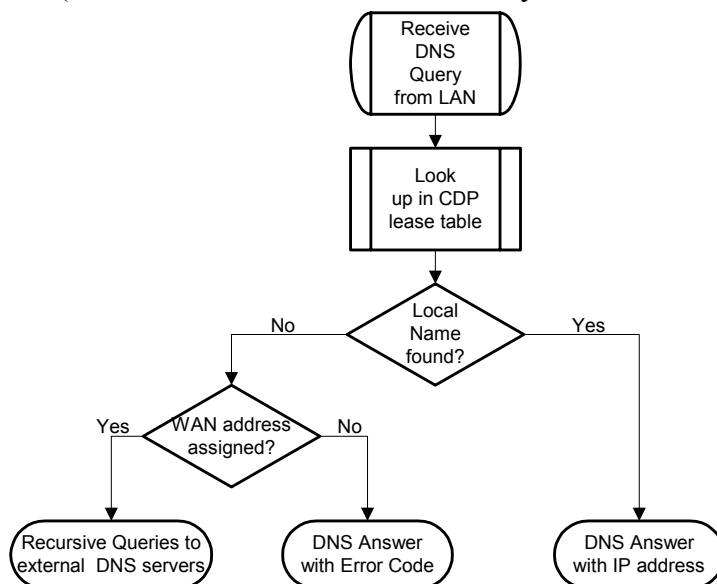 Receive
DNS
Query
from LAN
Look
up in CDP
lease table
Local
Name
found?
No
Yes
WAN address
assigned?
Yes
No
Recursive Queries to
external DNS servers
DNS Answer
with Error Code
DNS Answer
with IP address